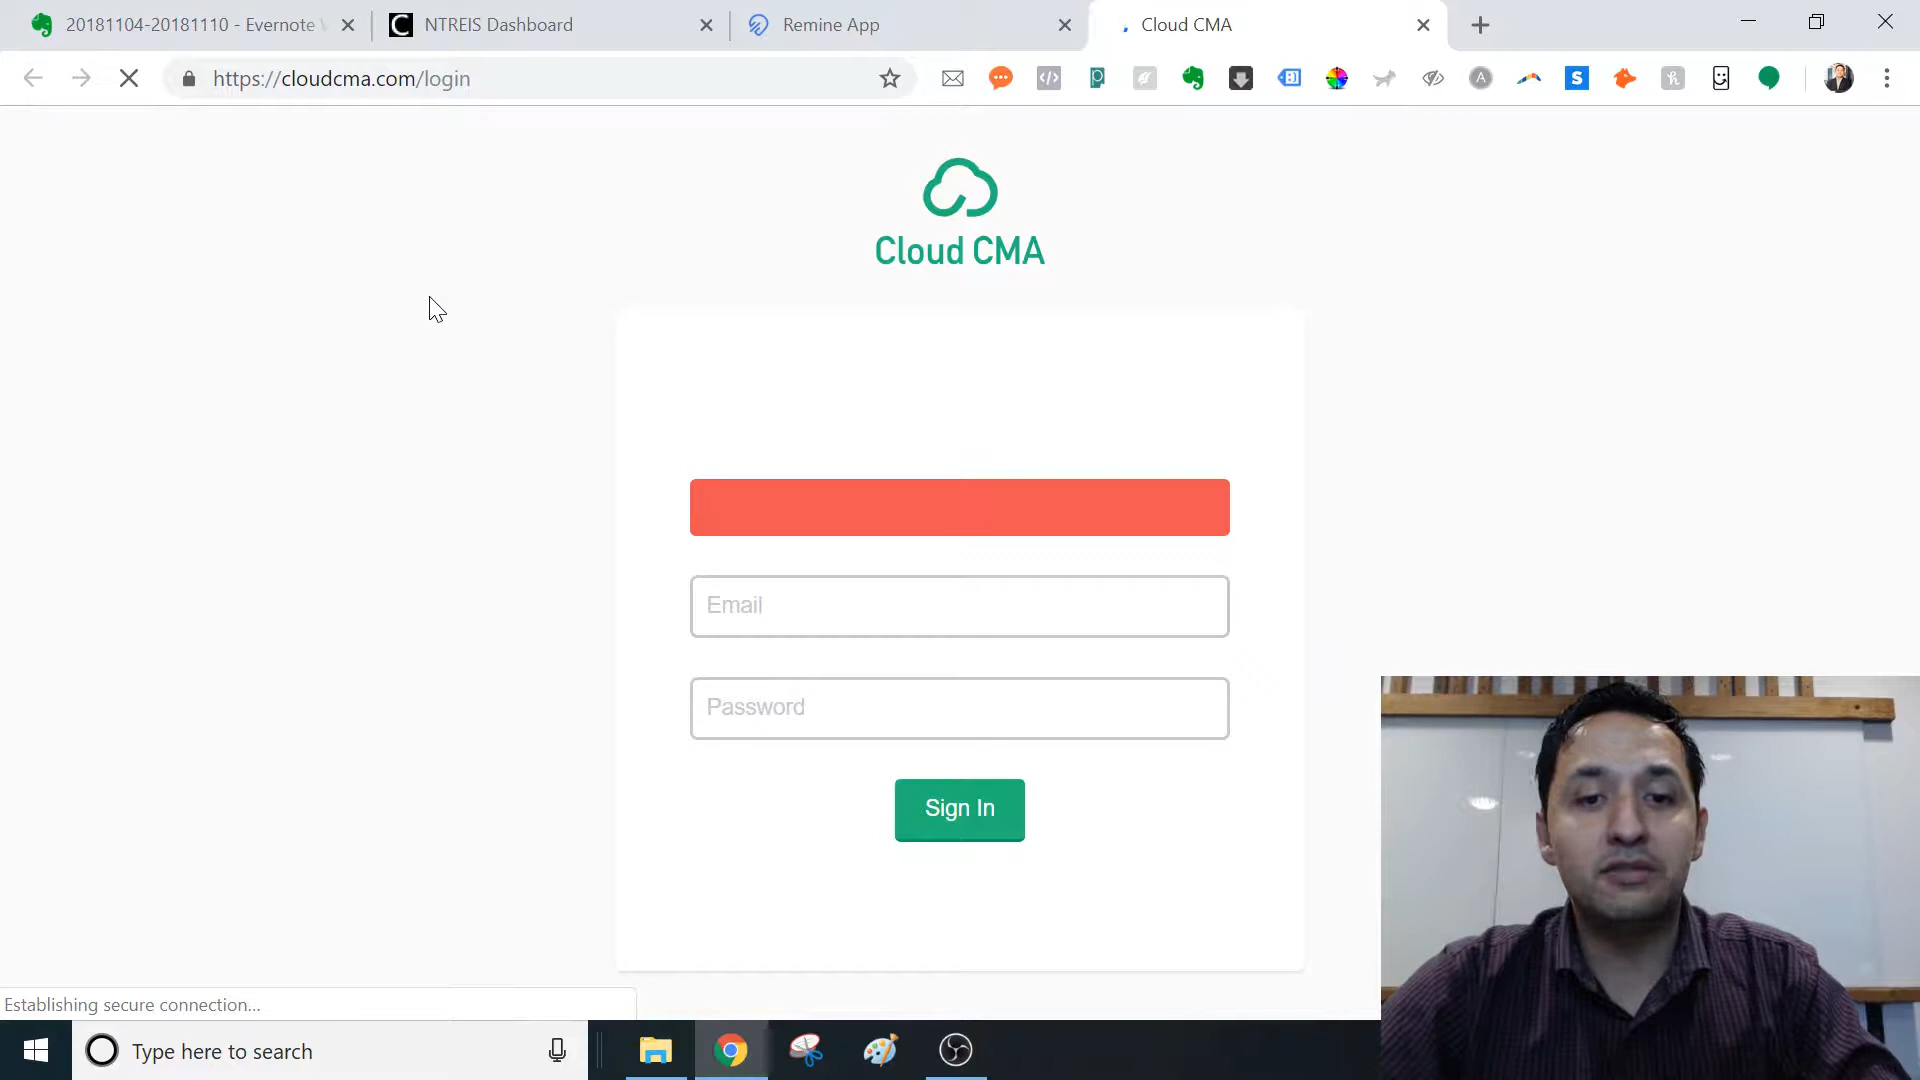 20181104-20181110 - Evernote
NTREIS Dashboard
Remine App
Cloud CMA
https://cloudcma.com/login
Cloud CMA
Email
Password
Sign In
Establishing secure connection...
Type here to search